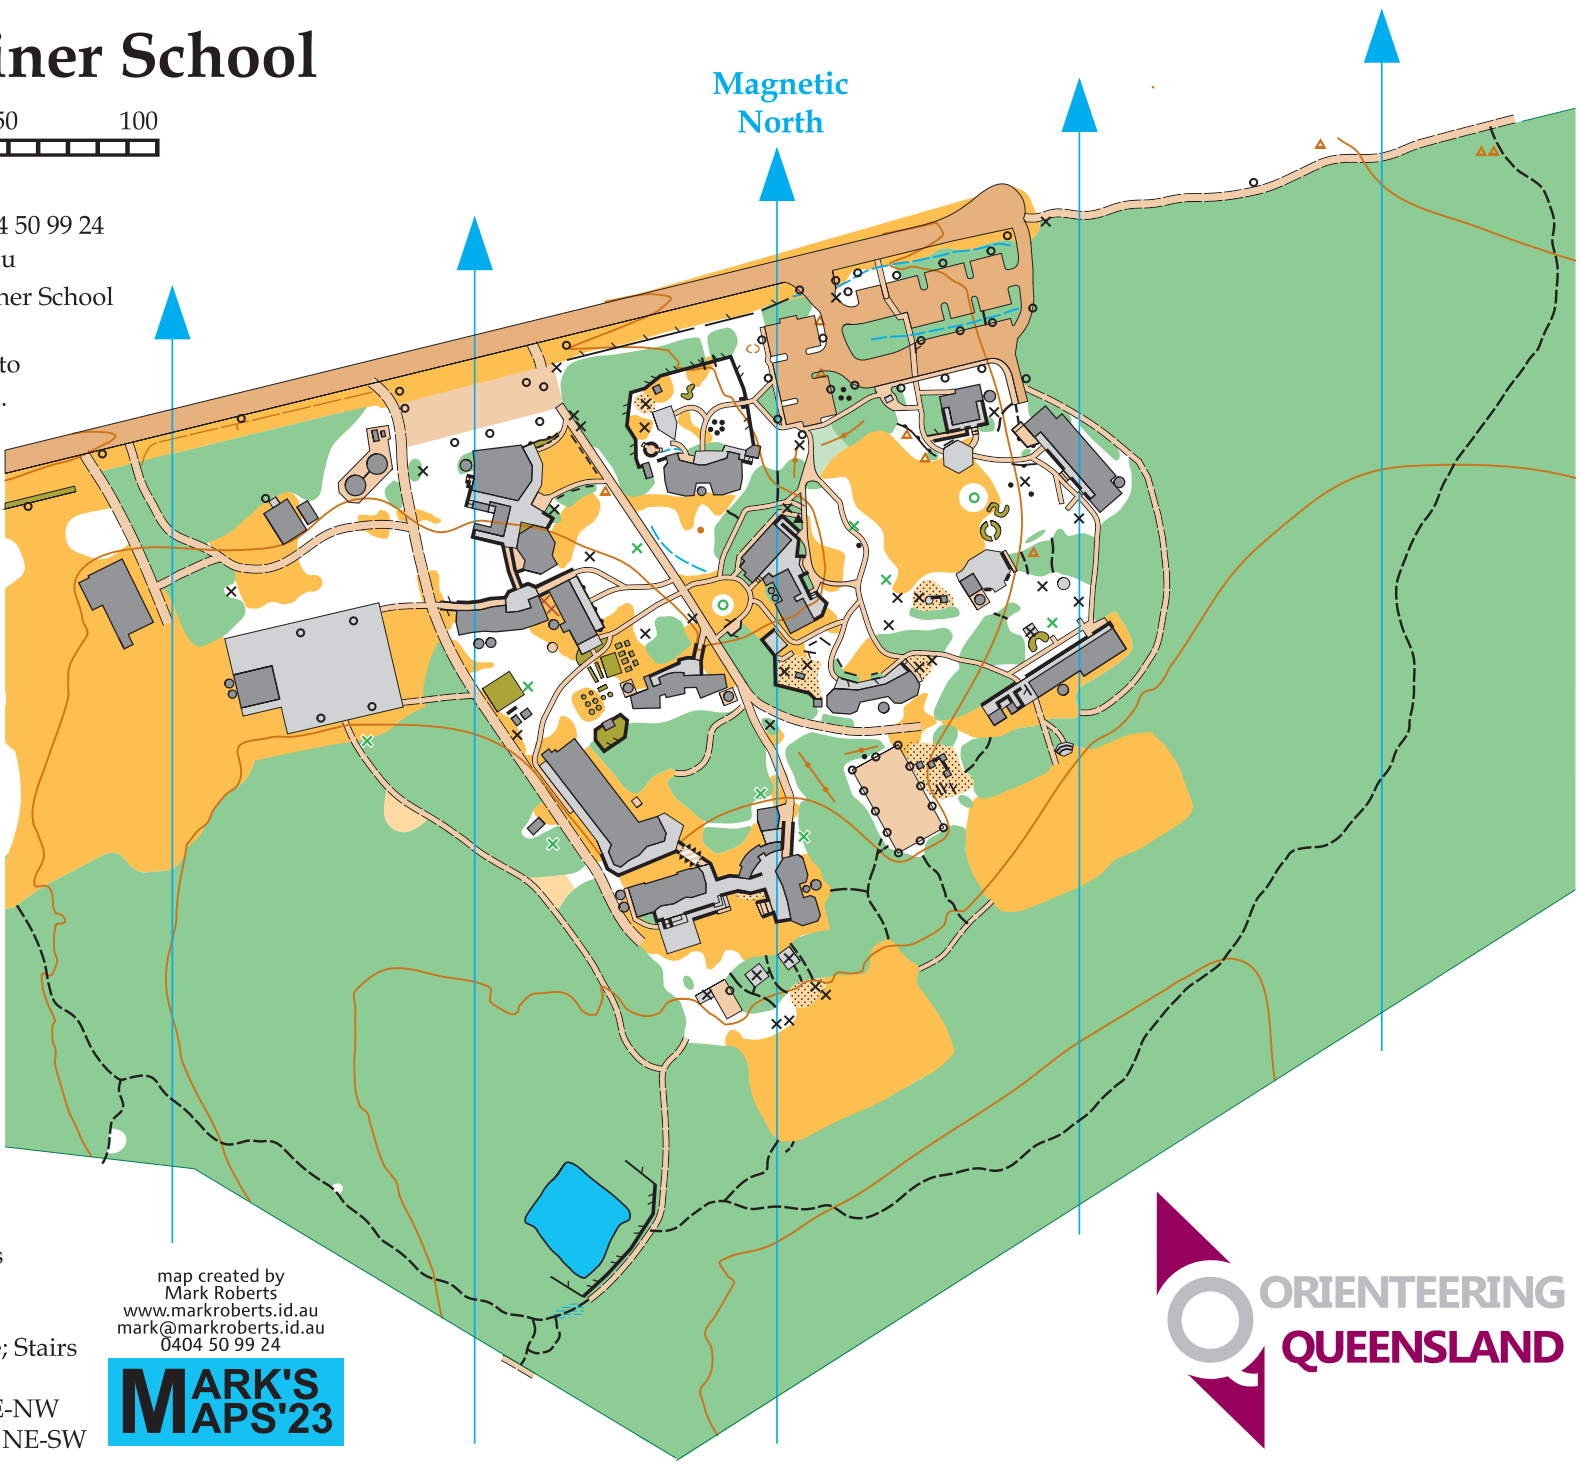 iner School
50 100
Magnetic
North
4 50 99 24
au
ner School
to
.
s
map created by
Mark Roberts
www.markroberts.id.au
mark@markroberts.id.au
0404 50 99 24
; Stairs
E-NW
NE-SW
MARK'S
MAPS'23
ORIENTEERING
QUEENSLAND